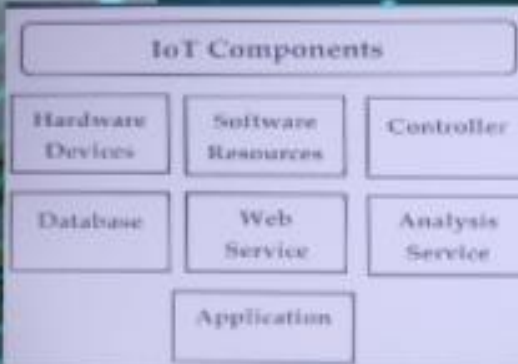 IoT Components
Hardware
Devices
Software
Resources
Controller
Database
Web
Service
Analysis
Service
Application